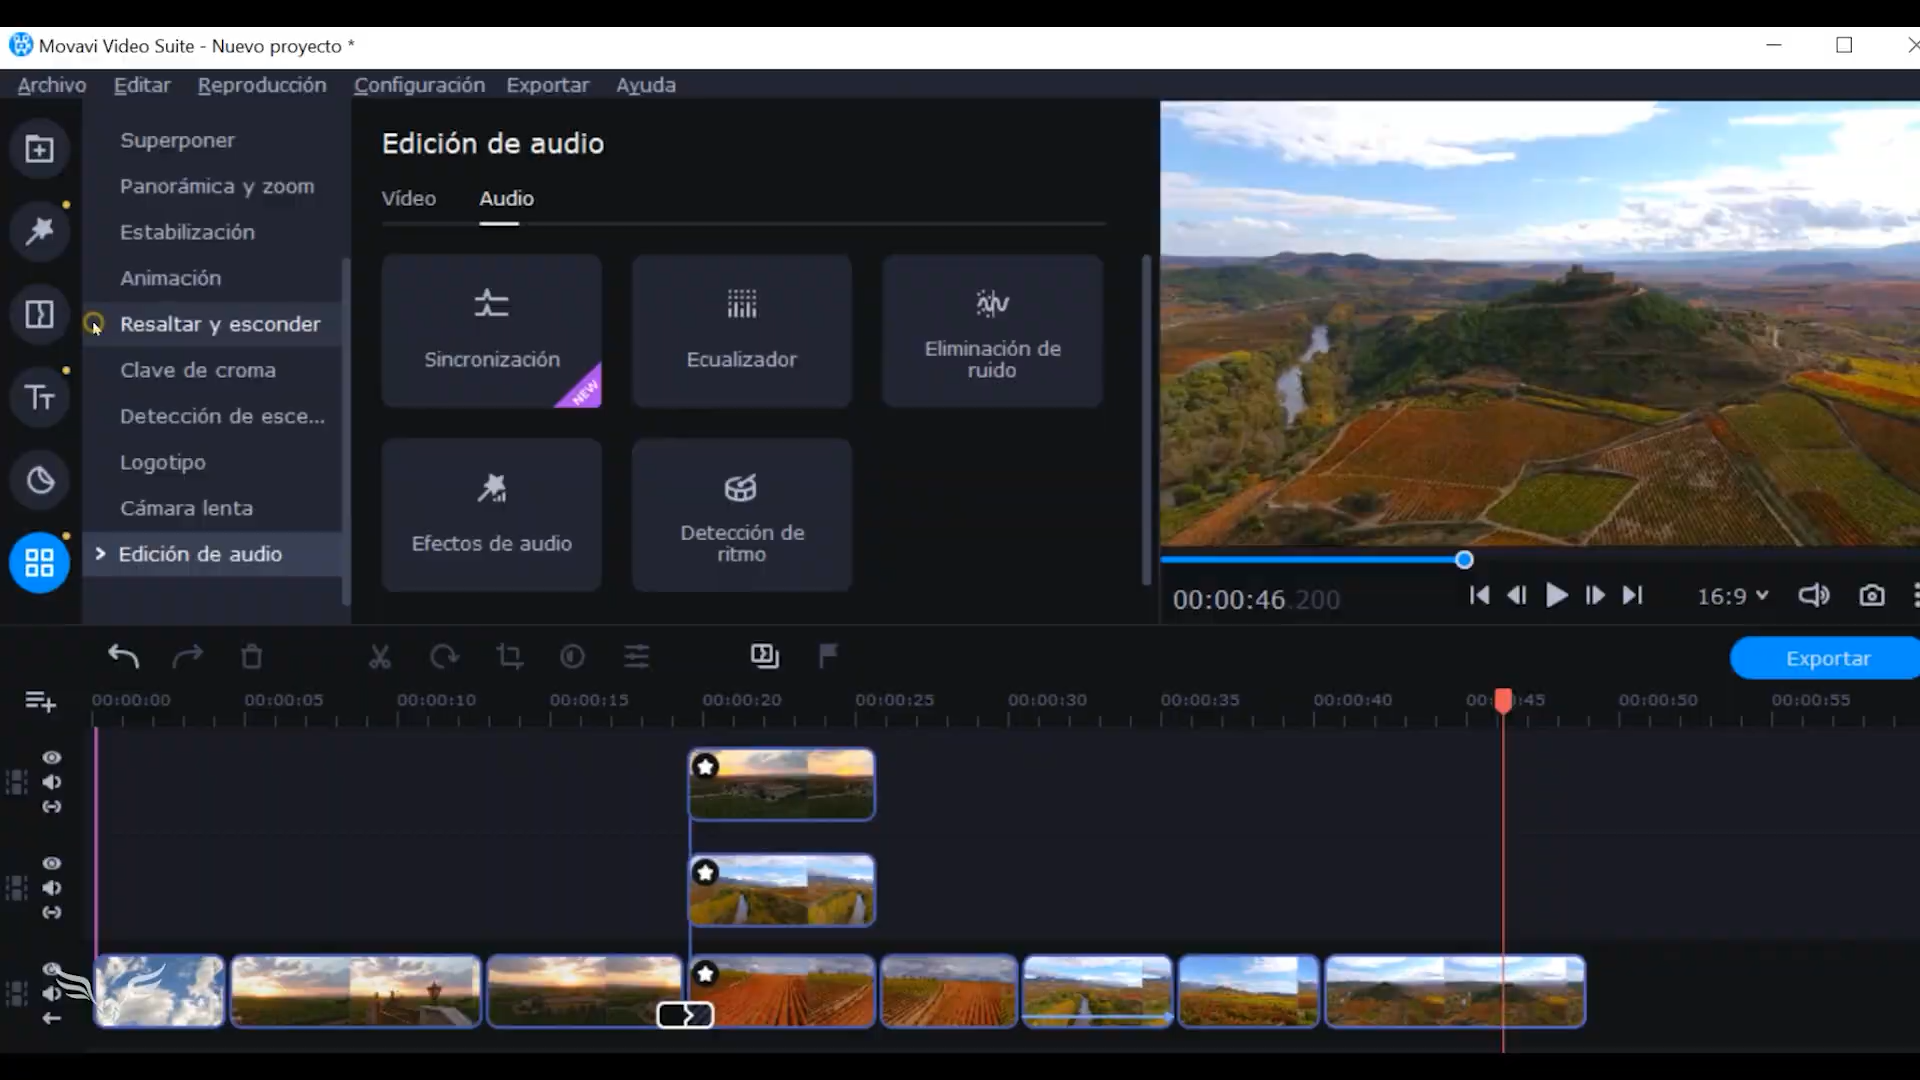 Movavi Video Suite - Nuevo proyecto *
Archivo Editar Reproducción Configuración Exportar Ayuda
Superponer
Panorámica y zoom
Estabilización
Animación
Resaltar y esconder
Clave de croma
Detección de esce...
Logotipo
Cámara lenta
Edición de audio
Edición de audio
Vídeo Audio
Sincronización
NEW
Ecualizador
Eliminación de
ruido
Efectos de audio
Detección de
ritmo
00:00:46.200
16:9
Exportar
00:00:00 00:00:05 00:00:10 00:00:15 00:00:20 00:00:25 00:00:30 00:00:35 00:00:40 00:00:45 00:00:50 00:00:55